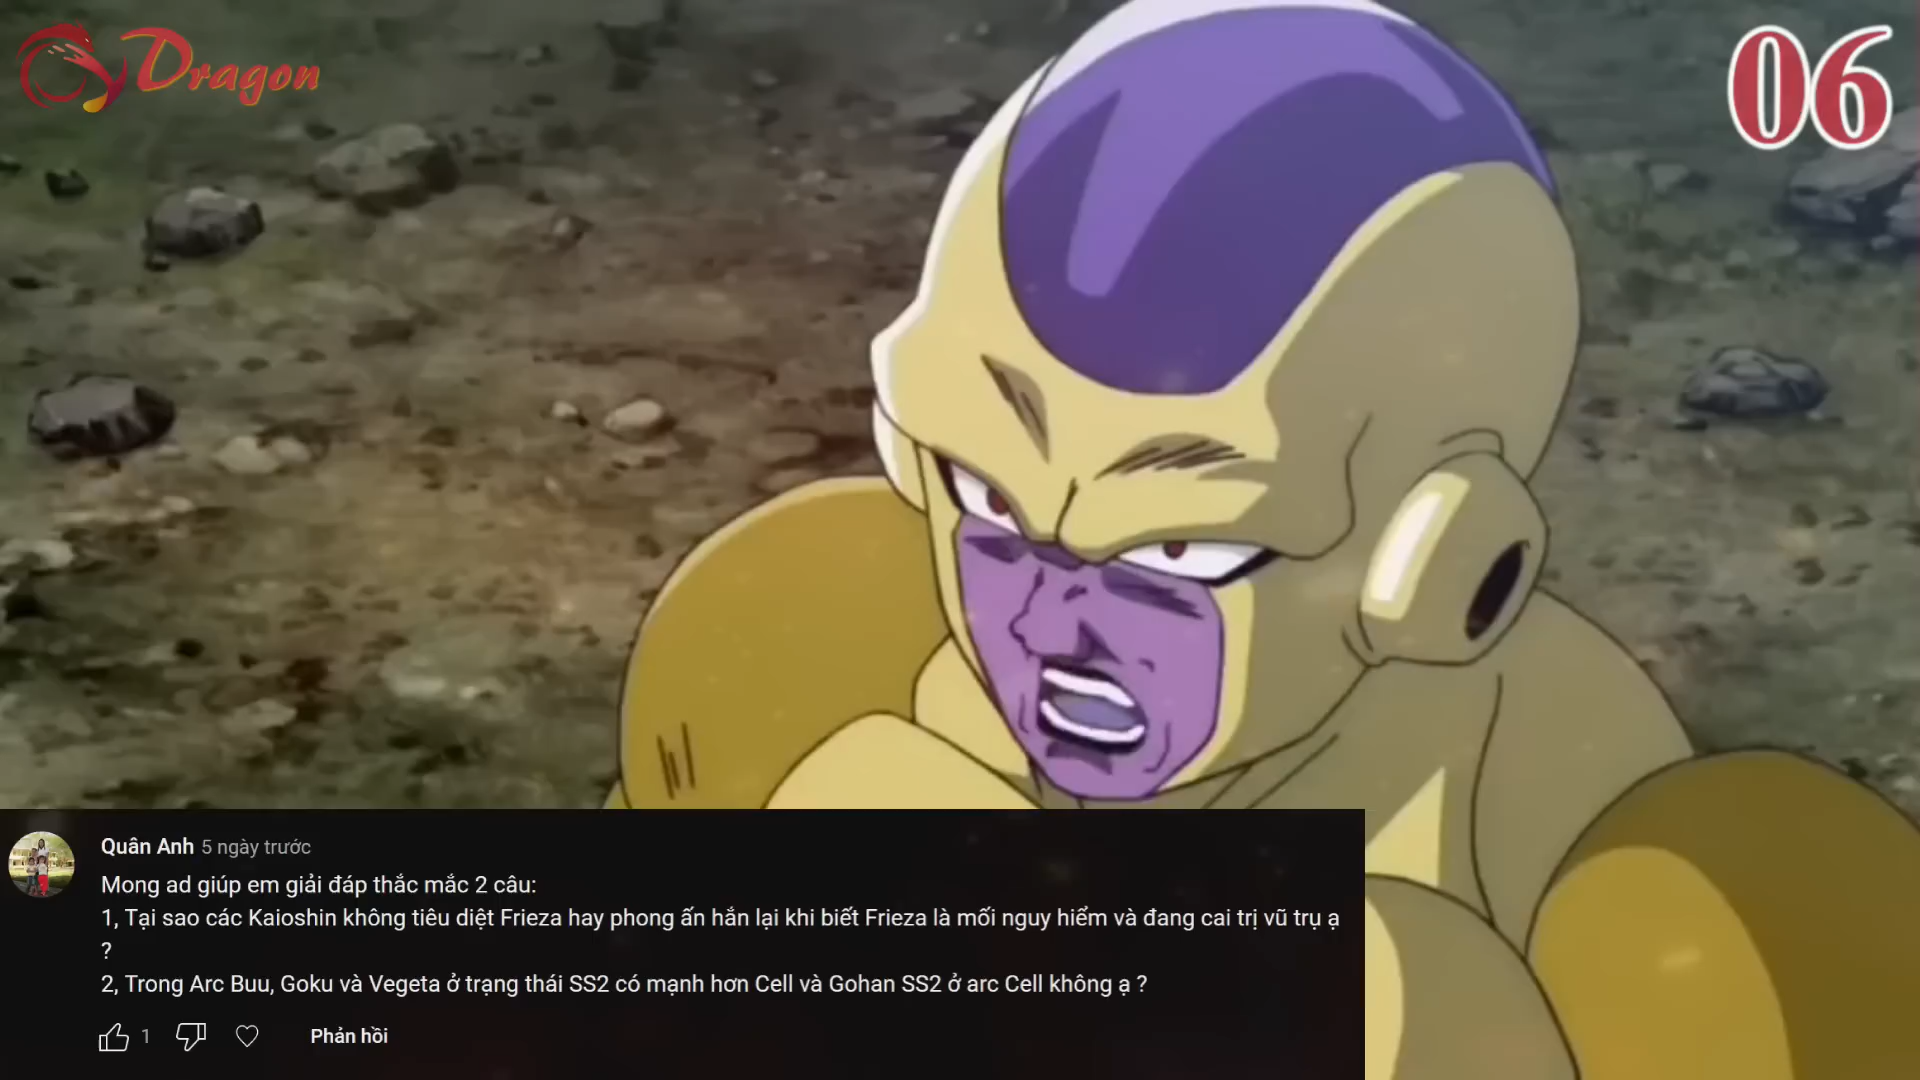 Dragon
06
Quân Anh 5 ngày trước
Mong ad giúp em giải đáp thắc mắc 2 câu:
1, Tại sao các Kaioshin không tiêu diệt Frieza hay phong ấn hắn lại khi biết Frieza là mối nguy hiểm và đang cai trị vũ trụ ạ
?
2, Trong Arc Buu, Goku và Vegeta ở trạng thái SS2 có mạnh hơn Cell và Gohan SS2 ở arc Cell không ạ ?
1 Phản hồi